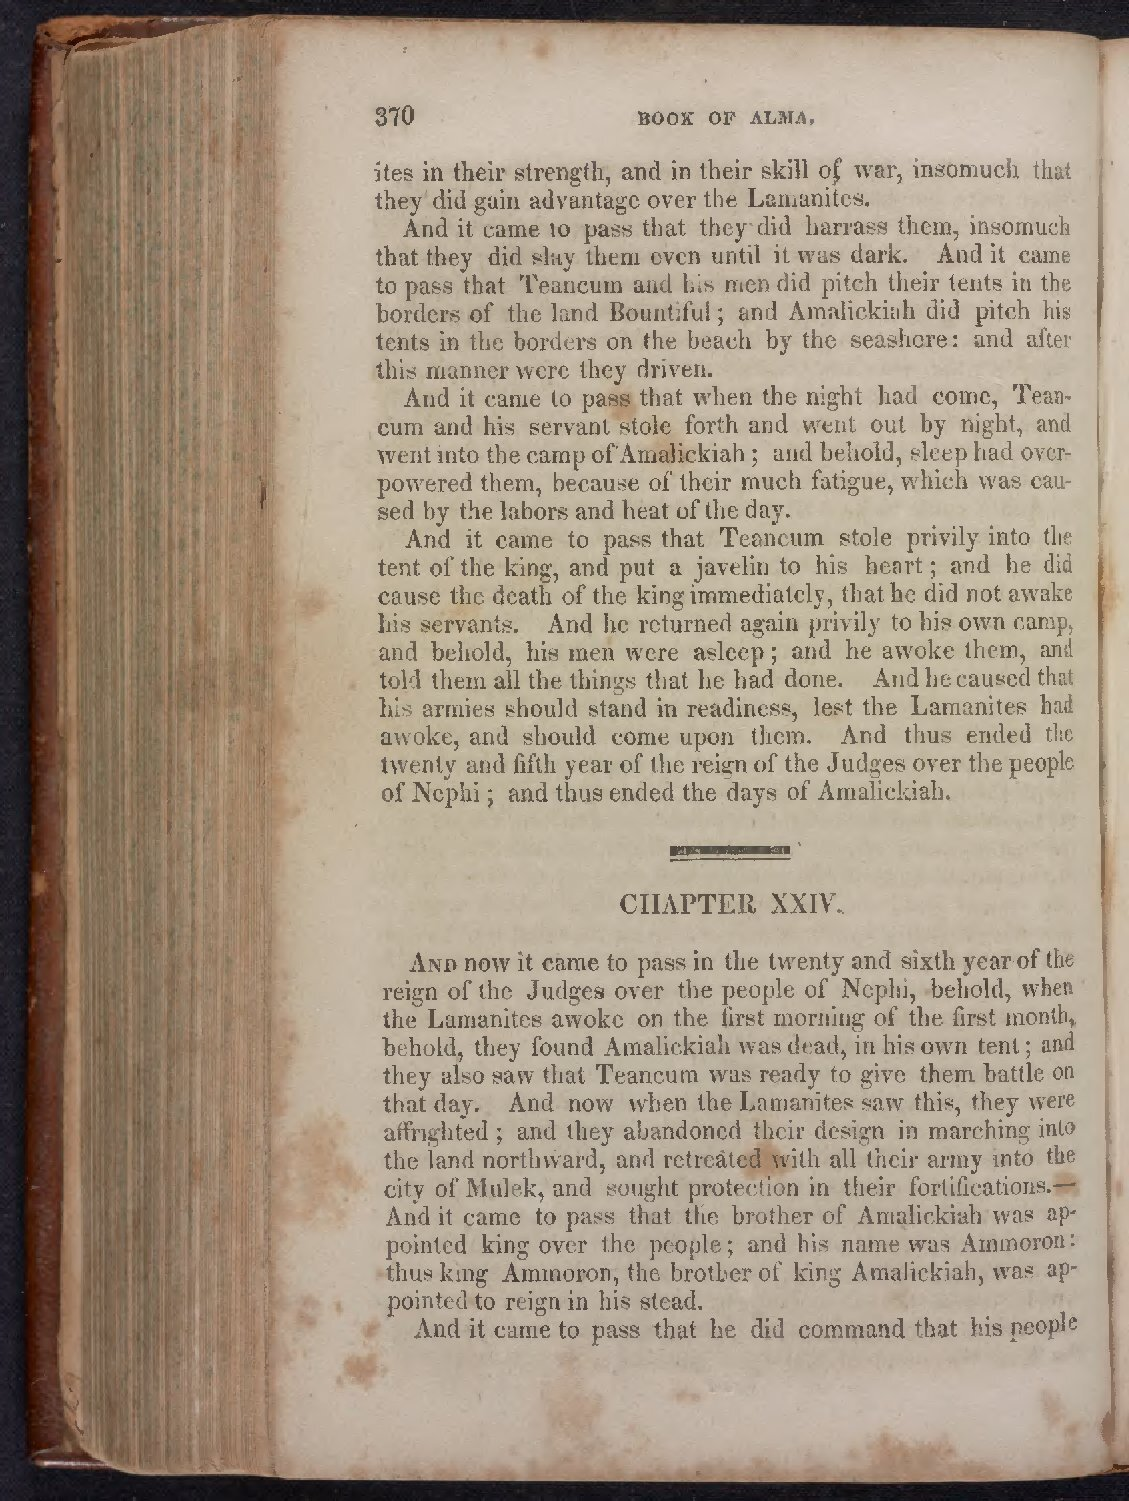 370 BOOK OF ALMA.
ites in their strength, and in their skill of war, insomuch that
they did gain advantage over the Lamanites.
And it came to pass that they did harrass them, insomuch
that they did slay them even until it was dark. And it came
to pass that Teancum and his men did pitch their tents in the
borders of the land Bountiful; and Amalickiah did pitch his
tents in the borders on the beach by the seashore: and after
this manner were they driven.
And it came to pass that when the night had come, Tean-
cum and his servant stole forth and went out by night, and
went into the camp of Amalickiah; and behold, sleep had over-
powered them, because of their much fatigue, which was cau-
sed by the labors and heat of the day.
And it came to pass that Teancum stole privily into the
tent of the king, and put a javelin to his heart; and he did
cause the death of the king immediately, that he did not awake
his servants. And he returned again privily to his own camp,
and behold, his men were asleep; and he awoke them, and
told them all the things that he had done. And he caused that
his armies should stand in readiness, lest the Lamanites had
awoke, and should come upon them. And thus ended the
twenty and fifth year of the reign of the Judges over the people
of Nephi; and thus ended the days of Amalickiah.
CHAPTER XXIV.
AND now it came to pass in the twenty and sixth year of the
reign of the Judges over the people of Nephi, behold, when
the Lamanites awoke on the first morning of the first month,
behold, they found Amalickiah was dead, in his own tent; and
they also saw that Teancum was ready to give them battle on
that day. And now when the Lamanites saw this, they were
affrighted; and they abandoned their design in marching into
the land northward, and retreated with all their army into the
city of Mulek, and sought protection in their fortifications.—
And it came to pass that the brother of Amalickiah was ap-
pointed king over the people; and his name was Ammoron:
thus king Ammoron, the brother of king Amalickiah, was ap-
pointed to reign in his stead.
And it came to pass that he did command that his people